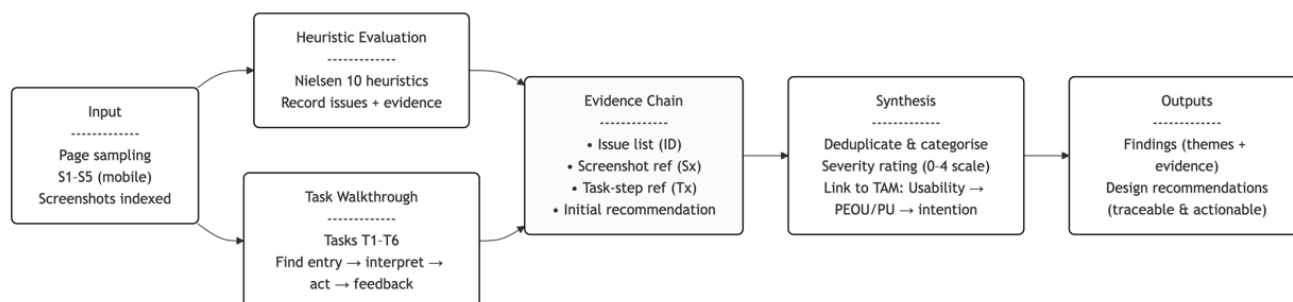 Input
-------------
Page sampling
S1–S5 (mobile)
Screenshots indexed
Heuristic Evaluation
-------------
Nielsen 10 heuristics
Record issues + evidence
Task Walkthrough
-------------
Tasks T1–T6
Find entry → interpret →
act → feedback
Evidence Chain
-------------
• Issue list (ID)
• Screenshot ref (Sx)
• Task-step ref (Tx)
• Initial recommendation
Synthesis
-------------
Deduplicate & categorise
Severity rating (0–4 scale)
Link to TAM: Usability →
PEOU/PU → intention
Outputs
-------------
Findings (themes +
evidence)
Design recommendations
(traceable & actionable)